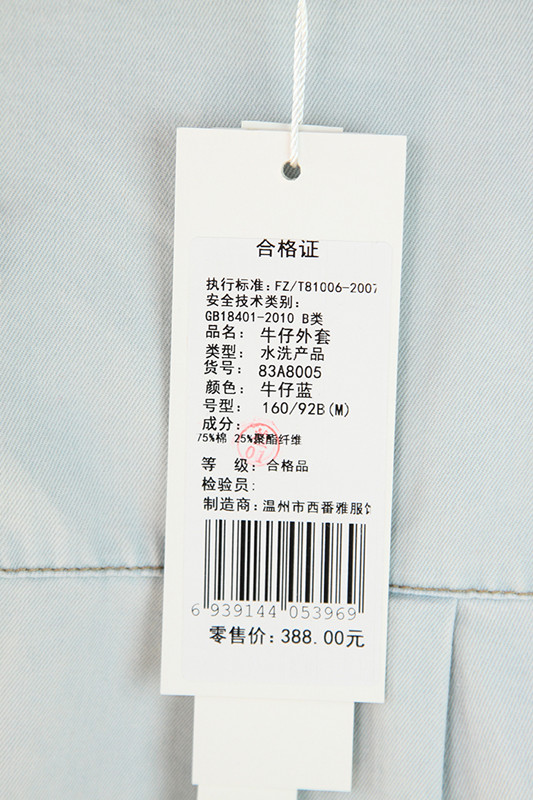 合格证
执行标准：FZ/T81006-2007
安全技术类别：
GB18401-2010 B类
品名： 牛仔外套
类型： 水洗产品
货号： 83A8005
颜色： 牛仔蓝
号型： 160/92B(M)
成分：
75%棉 25%聚酯纤维
01
等 级：合格品
检验员：
制造商：温州市西番雅服饰
6 939144 053969
零售价：388.00元